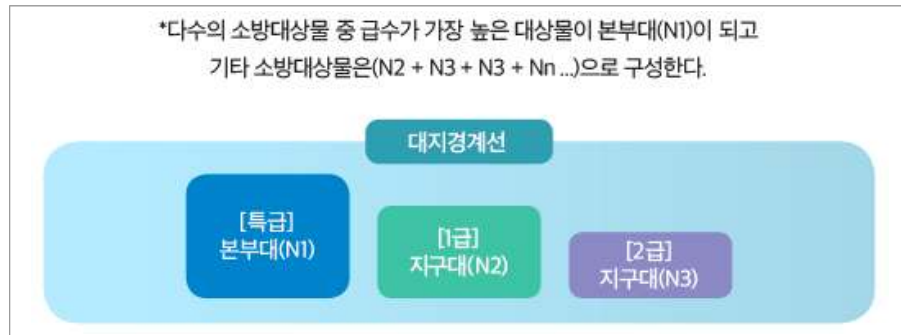 *다수의 소방대상물 중 급수가 가장 높은 대상물이 본부대(N1)이 되고
기타 소방대상물은(N2 + N3 + N3 + Nn ...)으로 구성한다.
대지경계선
[특급]
본부대(N1)
[1급]
지구대(N2)
[2급]
지구대(N3)